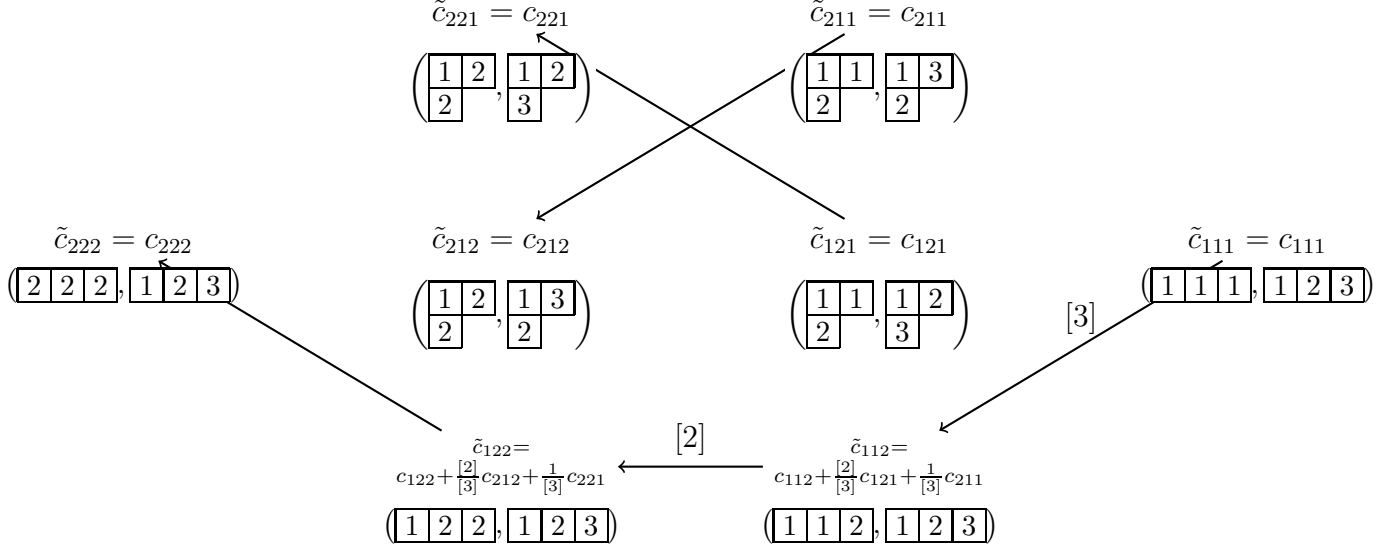 c̃₂₂₁ = c₂₂₁
c̃₂₁₁ = c₂₁₁
( 1 2 , 1 2 )
2 3
( 1 1 , 1 3 )
2 2
c̃₂₂₂ = c₂₂₂
c̃₂₁₂ = c₂₁₂
c̃₁₂₁ = c₁₂₁
c̃₁₁₁ = c₁₁₁
( 2 2 2 , 1 2 3 )
( 1 2 , 1 3 )
2 2
( 1 1 , 1 2 )
2 3
( 1 1 1 , 1 2 3 )
[3]
[2]
c̃₁₂₂=
c₁₂₂+[2]/[3]c₂₁₂+1/[3]c₂₂₁
( 1 2 2 , 1 2 3 )
c̃₁₁₂=
c₁₁₂+[2]/[3]c₁₂₁+1/[3]c₂₁₁
( 1 1 2 , 1 2 3 )